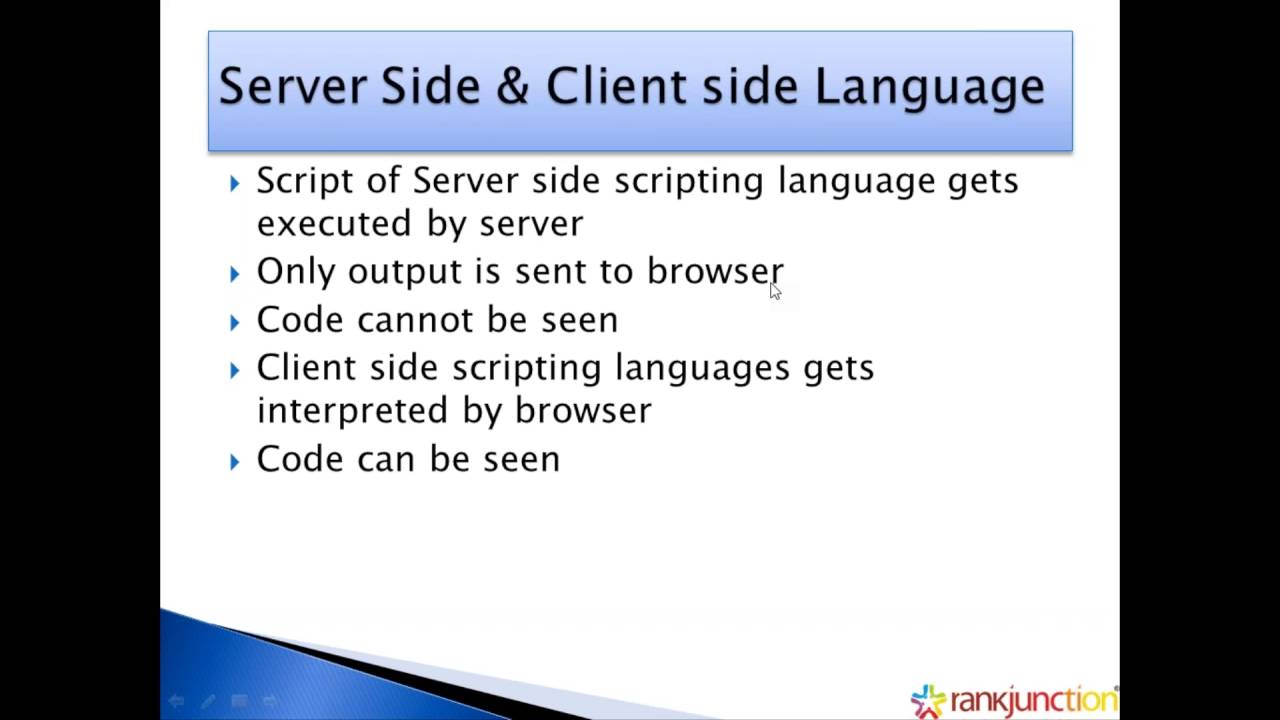 Server Side & Client side Language
Script of Server side scripting language gets
executed by server
Only output is sent to browser
Code cannot be seen
Client side scripting languages gets
interpreted by browser
Code can be seen
rankjunction®